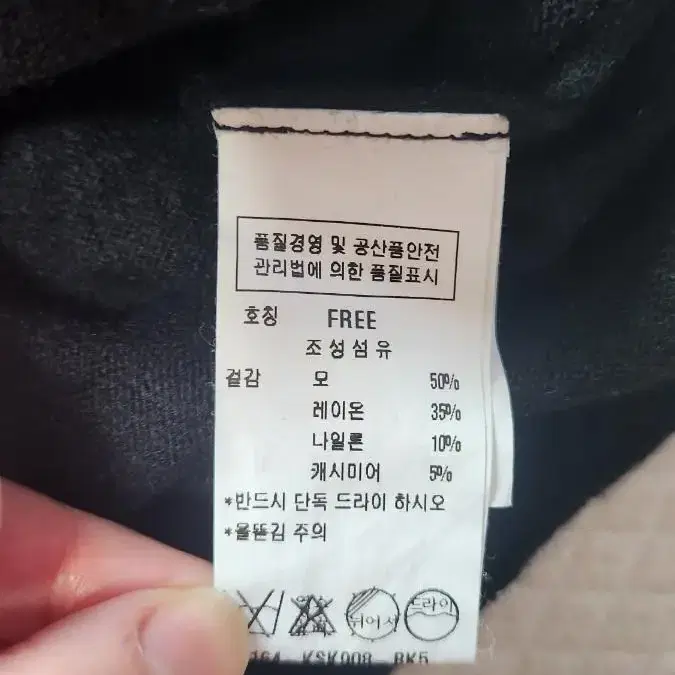 품질경영 및 공산품안전
관리법에 의한 품질표시
호칭 FREE
조성섬유
겉감 모 50%
레이온 35%
나일론 10%
캐시미어 5%
*반드시 단독 드라이 하시오
*올뜯김 주의
뉘어서 드라이
164 - KSK008 - BK5